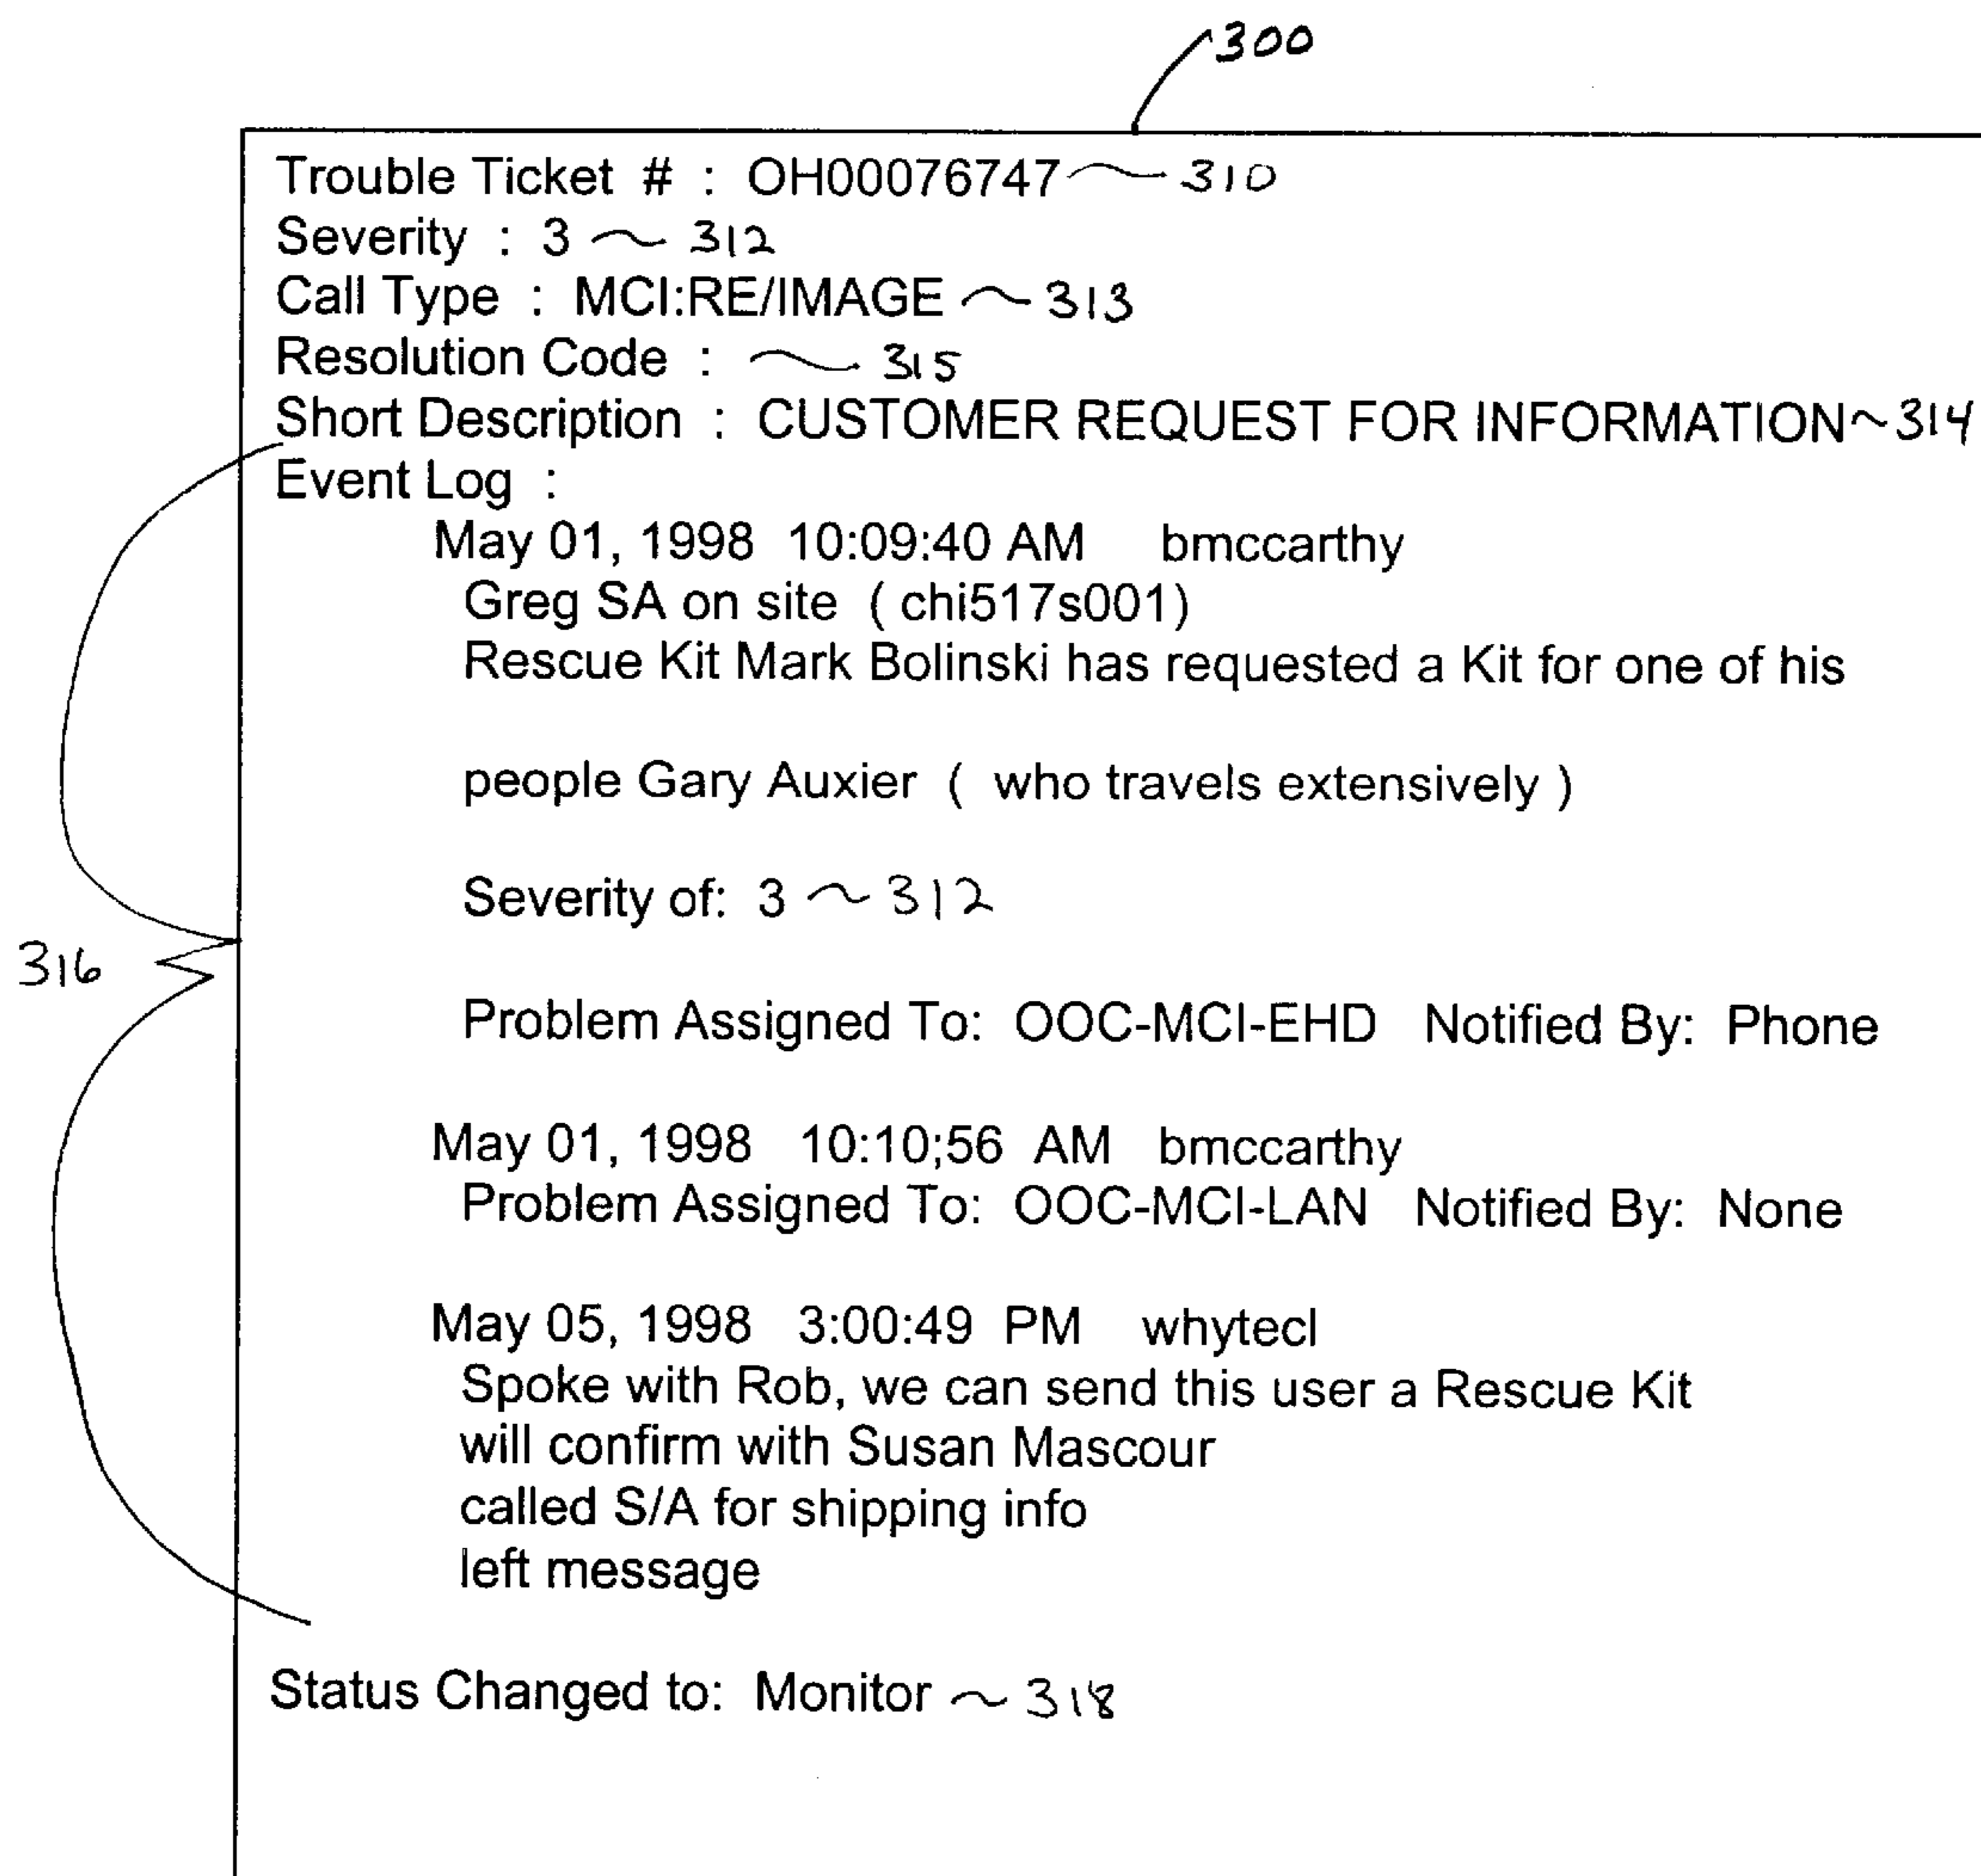 300
Trouble Ticket # : OH00076747 310
Severity : 3 312
Call Type : MCI:RE/IMAGE 313
Resolution Code : 315
Short Description : CUSTOMER REQUEST FOR INFORMATION 314
Event Log :
May 01, 1998 10:09:40 AM bmccarthy
Greg SA on site ( chi517s001)
Rescue Kit Mark Bolinski has requested a Kit for one of his
people Gary Auxier ( who travels extensively )
Severity of: 3 312
316
Problem Assigned To: OOC-MCI-EHD Notified By: Phone
May 01, 1998 10:10;56 AM bmccarthy
Problem Assigned To: OOC-MCI-LAN Notified By: None
May 05, 1998 3:00:49 PM whytecl
Spoke with Rob, we can send this user a Rescue Kit
will confirm with Susan Mascour
called S/A for shipping info
left message
Status Changed to: Monitor 318